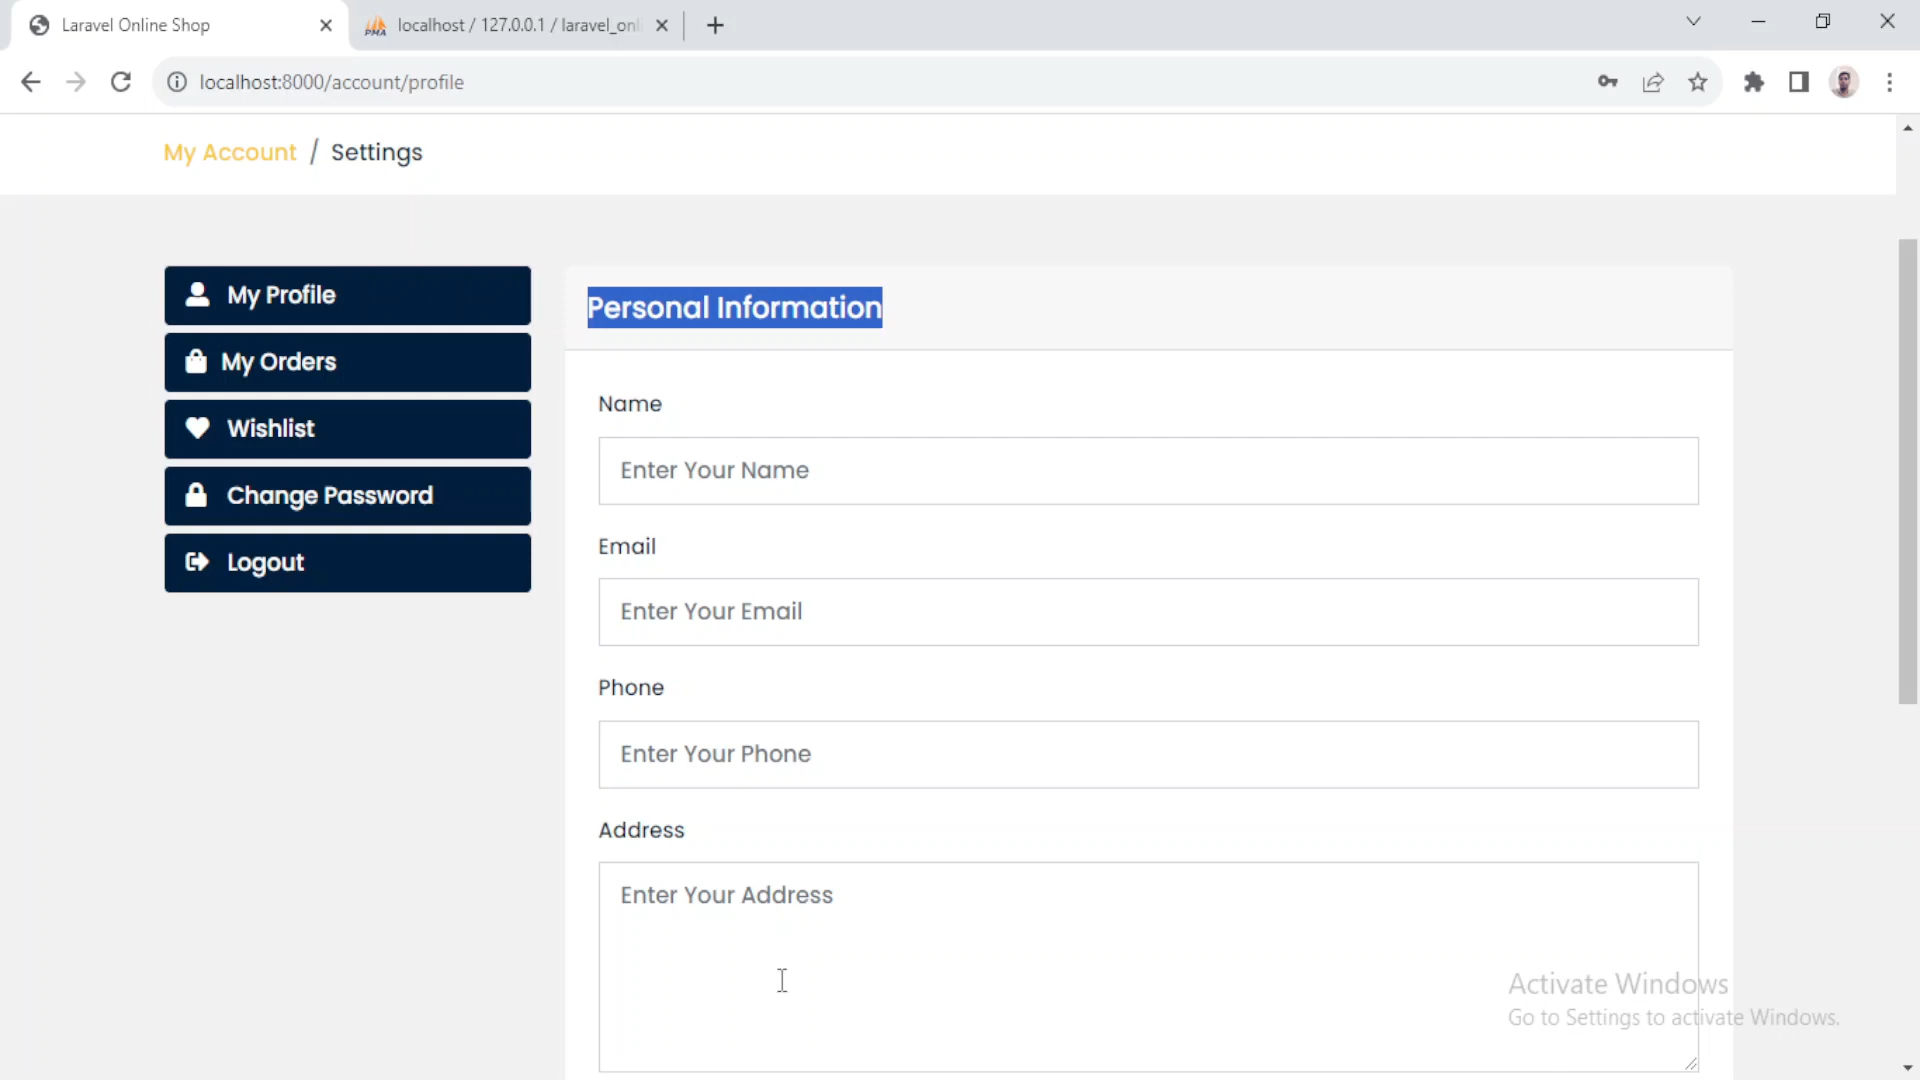 Laravel Online Shop
localhost / 127.0.0.1 / laravel_onli
localhost:8000/account/profile
My Account / Settings
My Profile
My Orders
Wishlist
Change Password
Logout
Personal Information
Name
Enter Your Name
Email
Enter Your Email
Phone
Enter Your Phone
Address
Enter Your Address
Activate Windows
Go to Settings to activate Windows.